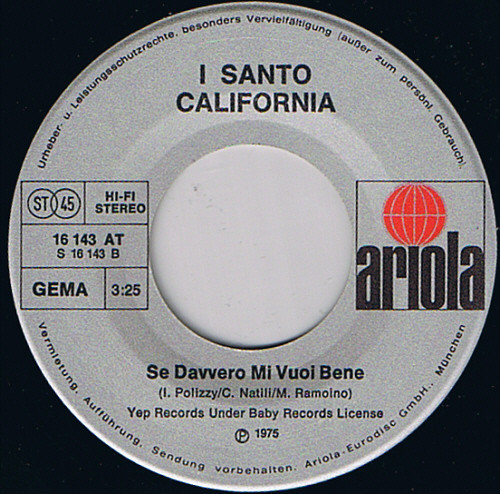 Urheber. u. Leistungsschutzrechte, besonders Vervielfältigung (außer zum persönl. Gebrauch),
I SANTO
CALIFORNIA
ST 45
HI-FI
STEREO
16 143 AT
S 16 143 B
GEMA 3:25
ariola
Se Davvero Mi Vuoi Bene
(I. Polizzy/C. Natili/M. Ramoino)
Yep Records Under Baby Records License
Ⓟ 1975
Vermietung, Aufführung, Sendung vorbehalten. Ariola-Eurodisc GmbH., München